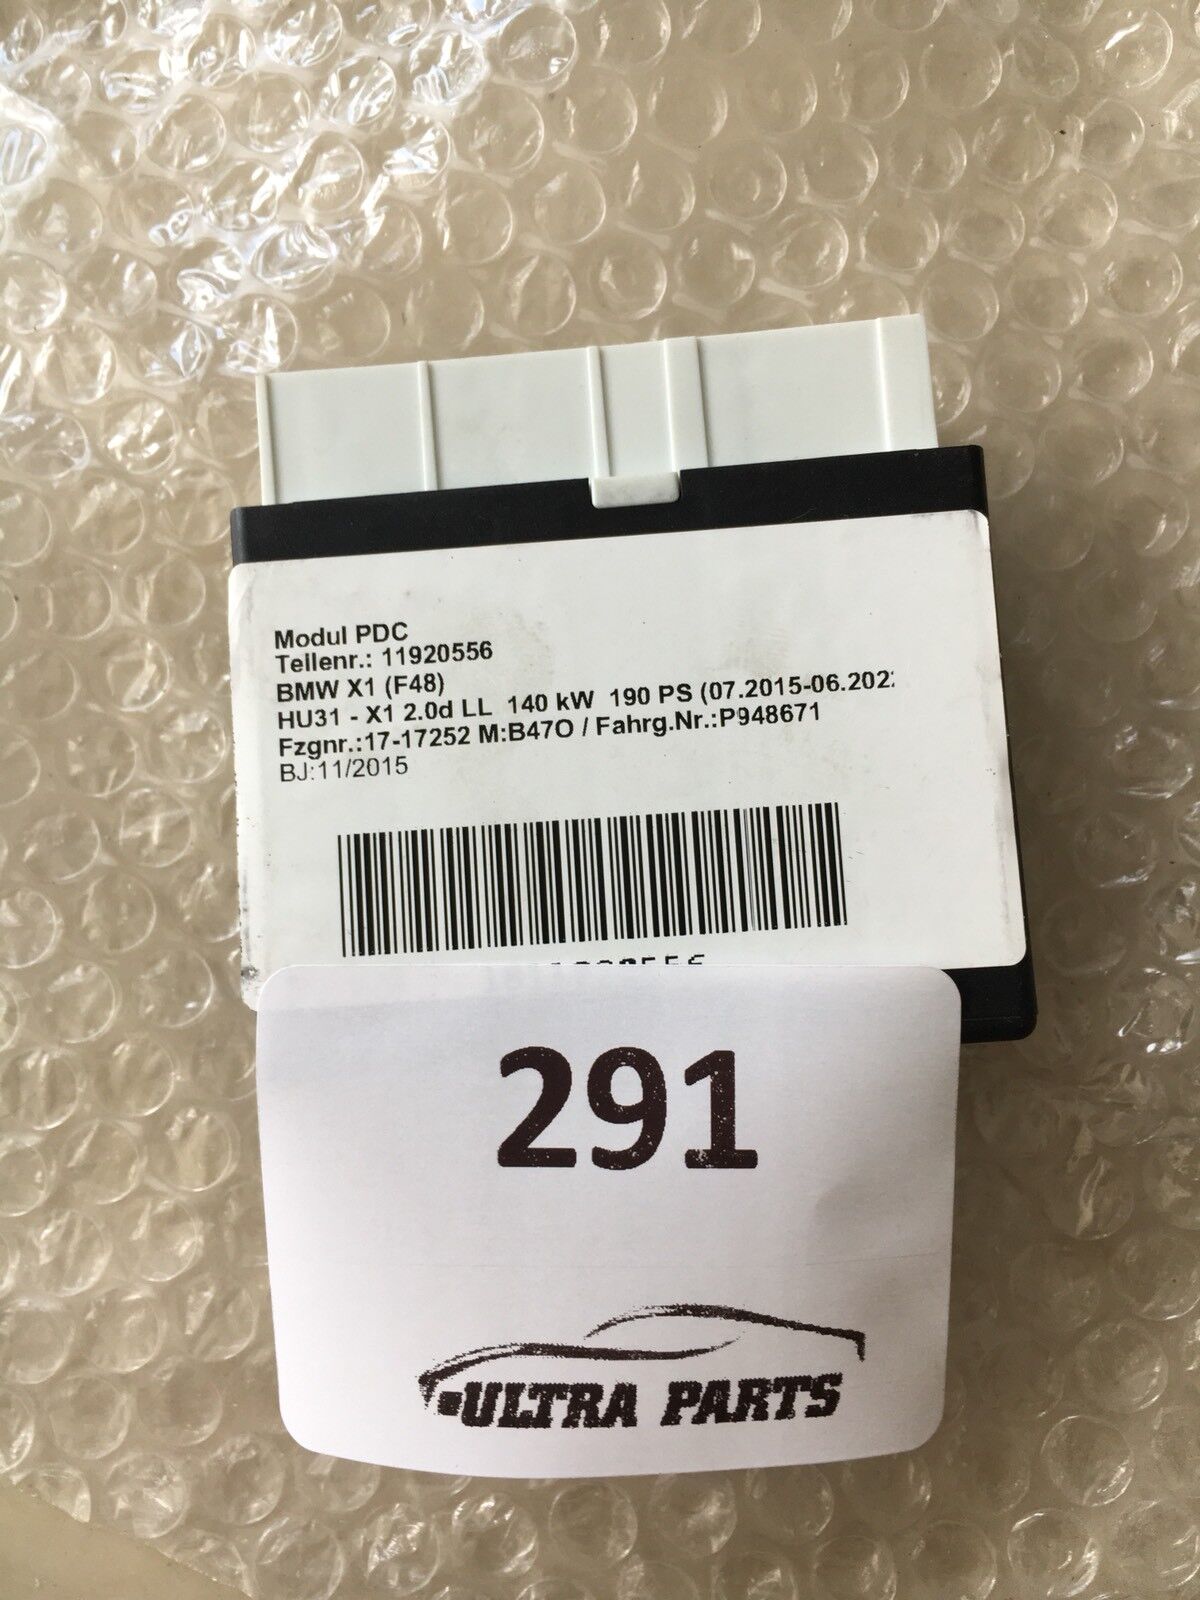 Modul PDC
Tellenr.: 11920556
BMW X1 (F48)
HU31 - X1 2.0d LL 140 kW 190 PS (07.2015-06.202
Fzgnr.:17-17252 M:B47O / Fahrg.Nr.:P948671
BJ:11/2015
291
ULTRA PARTS